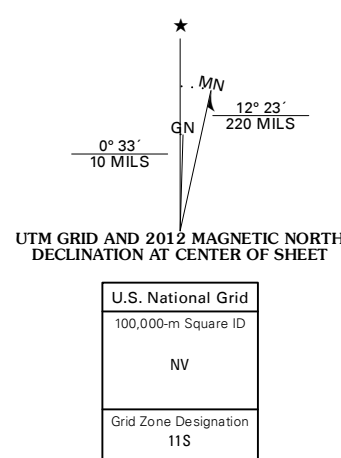 ★
MN
12° 23´
220 MILS
GN
0° 33´
10 MILS
UTM GRID AND 2012 MAGNETIC NORTH
DECLINATION AT CENTER OF SHEET
U.S. National Grid
100,000-m Square ID
NV
Grid Zone Designation
11S